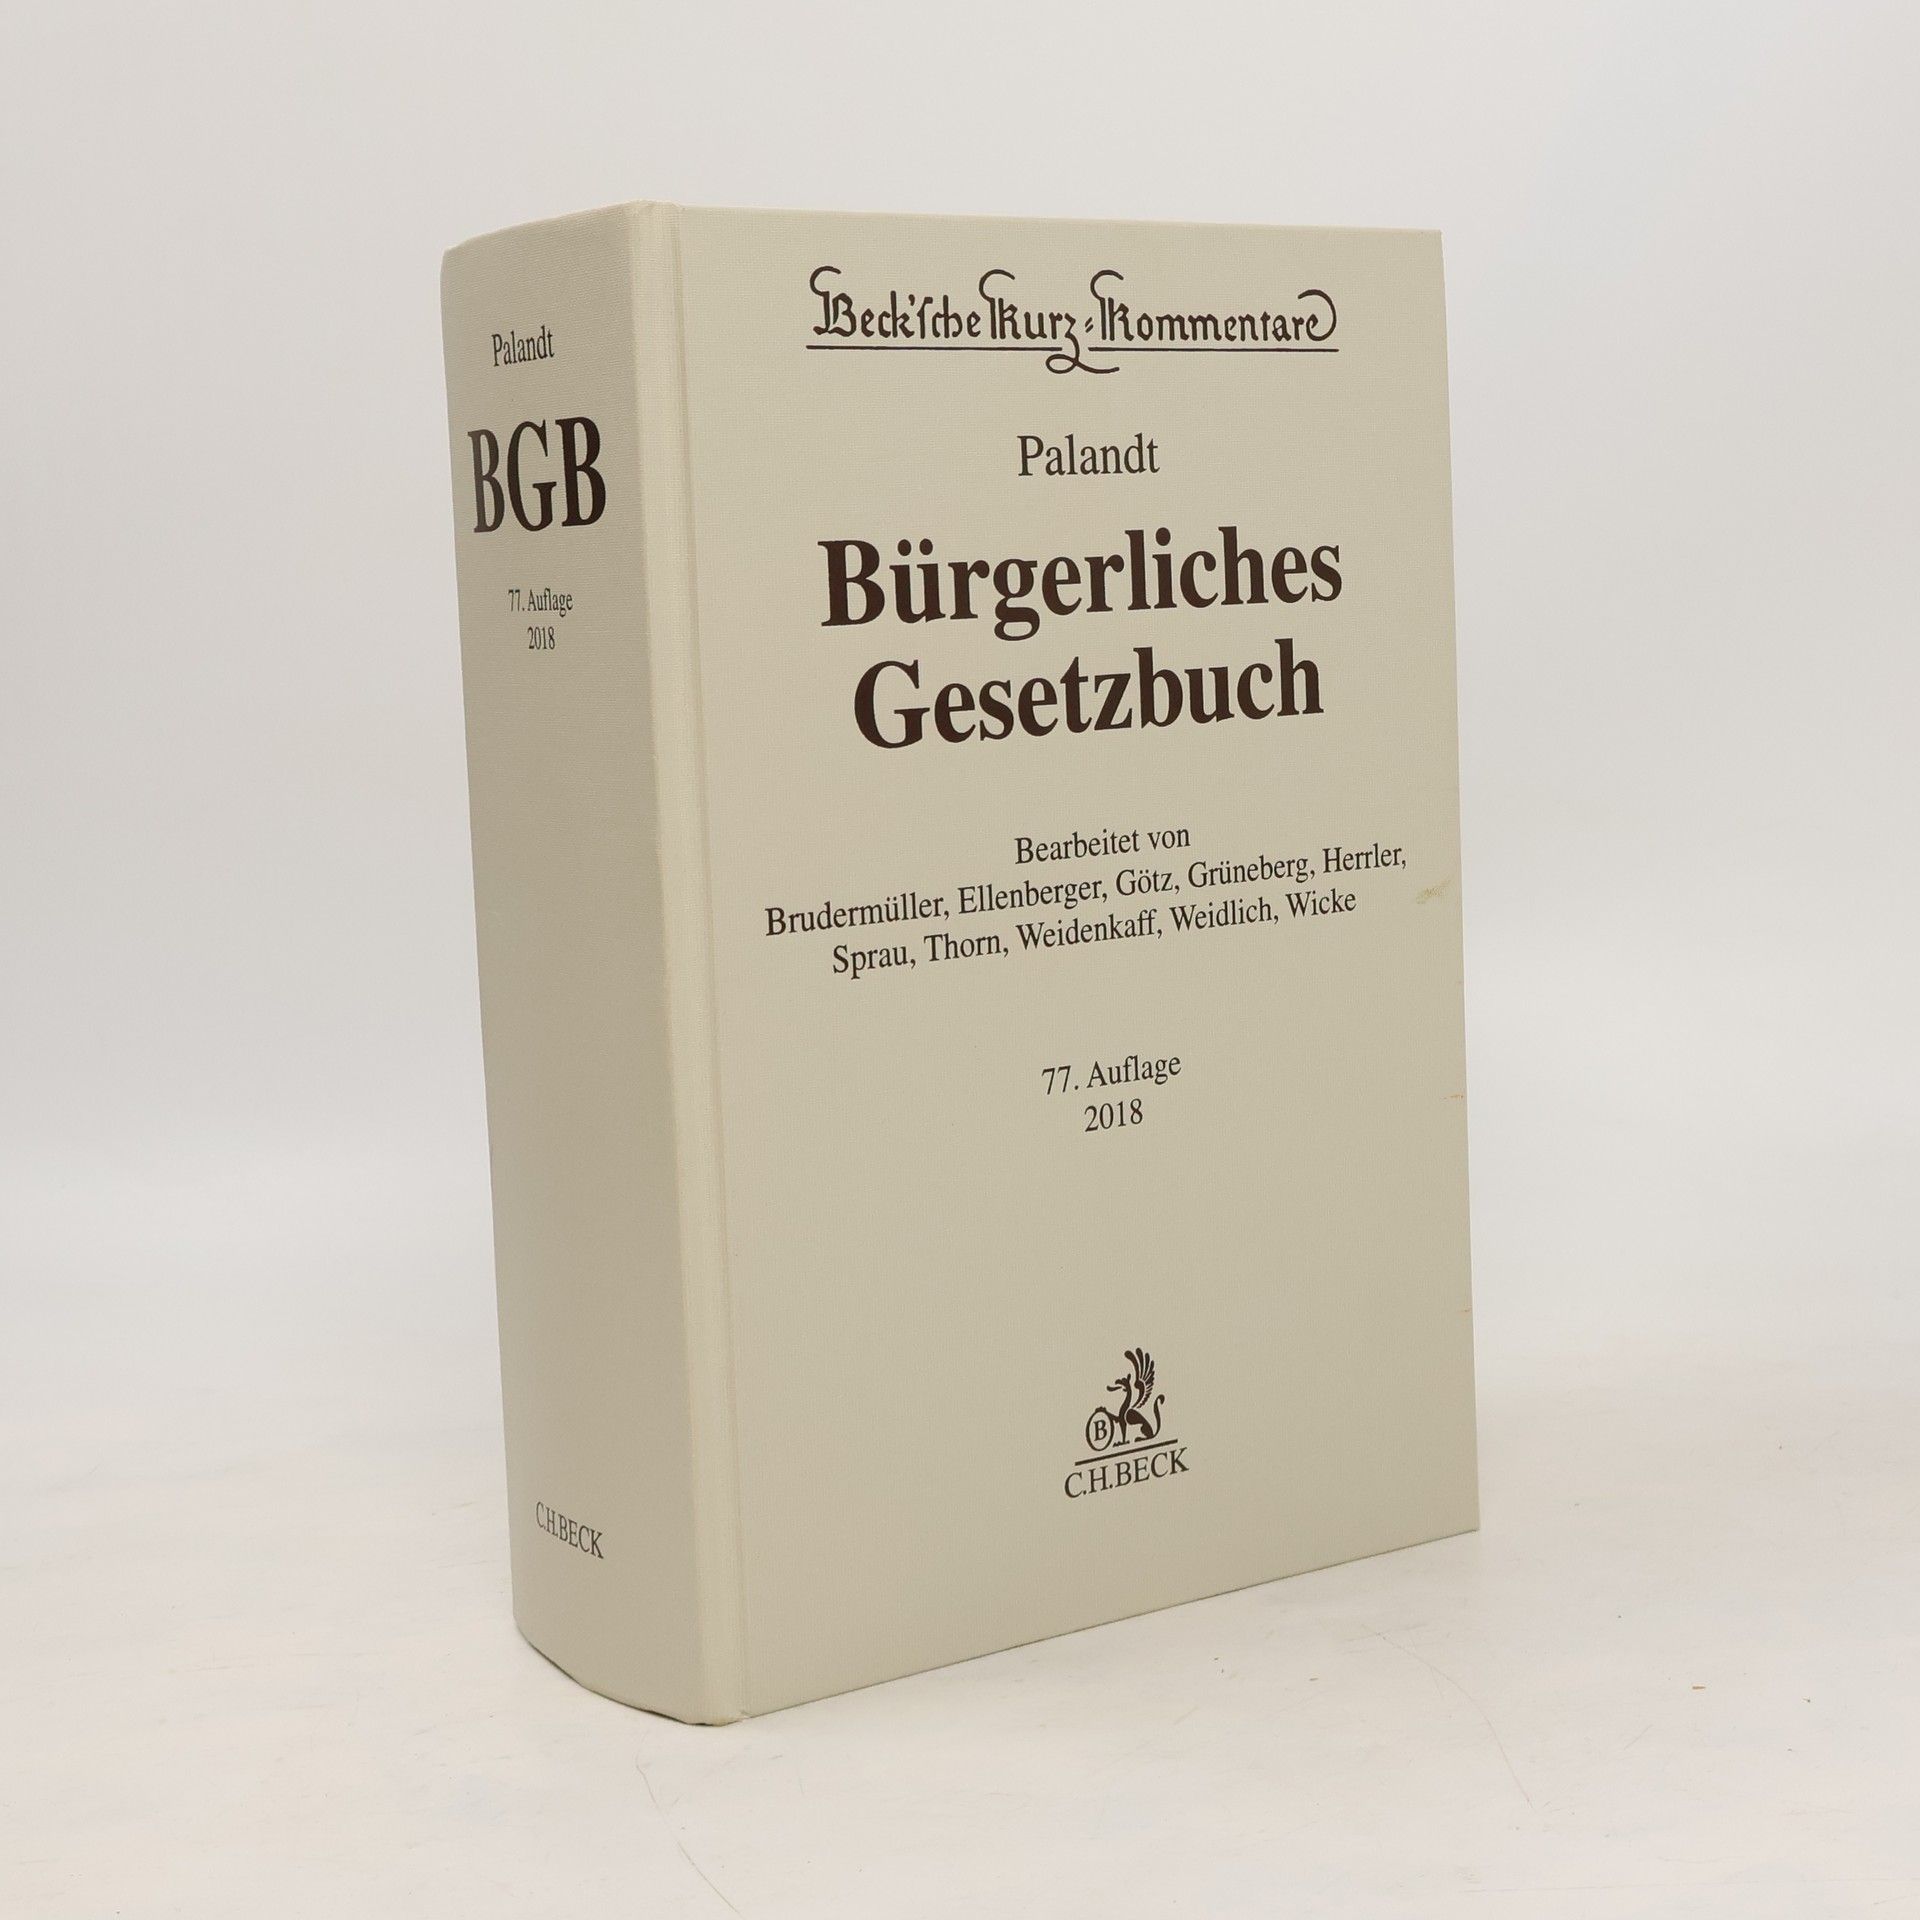 Palandt
BGB
77. Auflage
2018
C.H.BECK
Beck'sche Kurz-Kommentare
Palandt
Bürgerliches
Gesetzbuch
Bearbeitet von
Brudermüller, Ellenberger, Götz, Grüneberg, Herrler,
Sprau, Thorn, Weidenkaff, Weidlich, Wicke
77. Auflage
2018
B
C.H.BECK